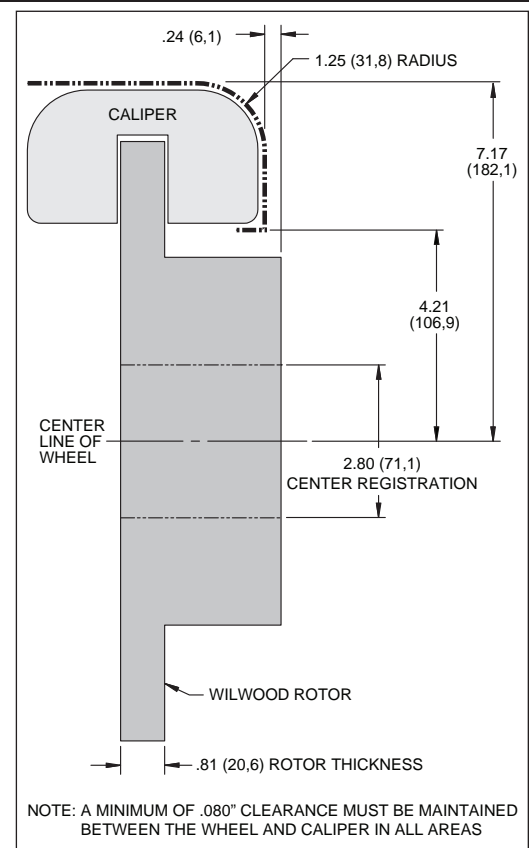 .24 (6,1)
1.25 (31,8) RADIUS
CALIPER
7.17
(182,1)
4.21
(106,9)
CENTER
LINE OF
WHEEL
2.80 (71,1)
CENTER REGISTRATION
WILWOOD ROTOR
.81 (20,6) ROTOR THICKNESS
NOTE: A MINIMUM OF .080" CLEARANCE MUST BE MAINTAINED
BETWEEN THE WHEEL AND CALIPER IN ALL AREAS